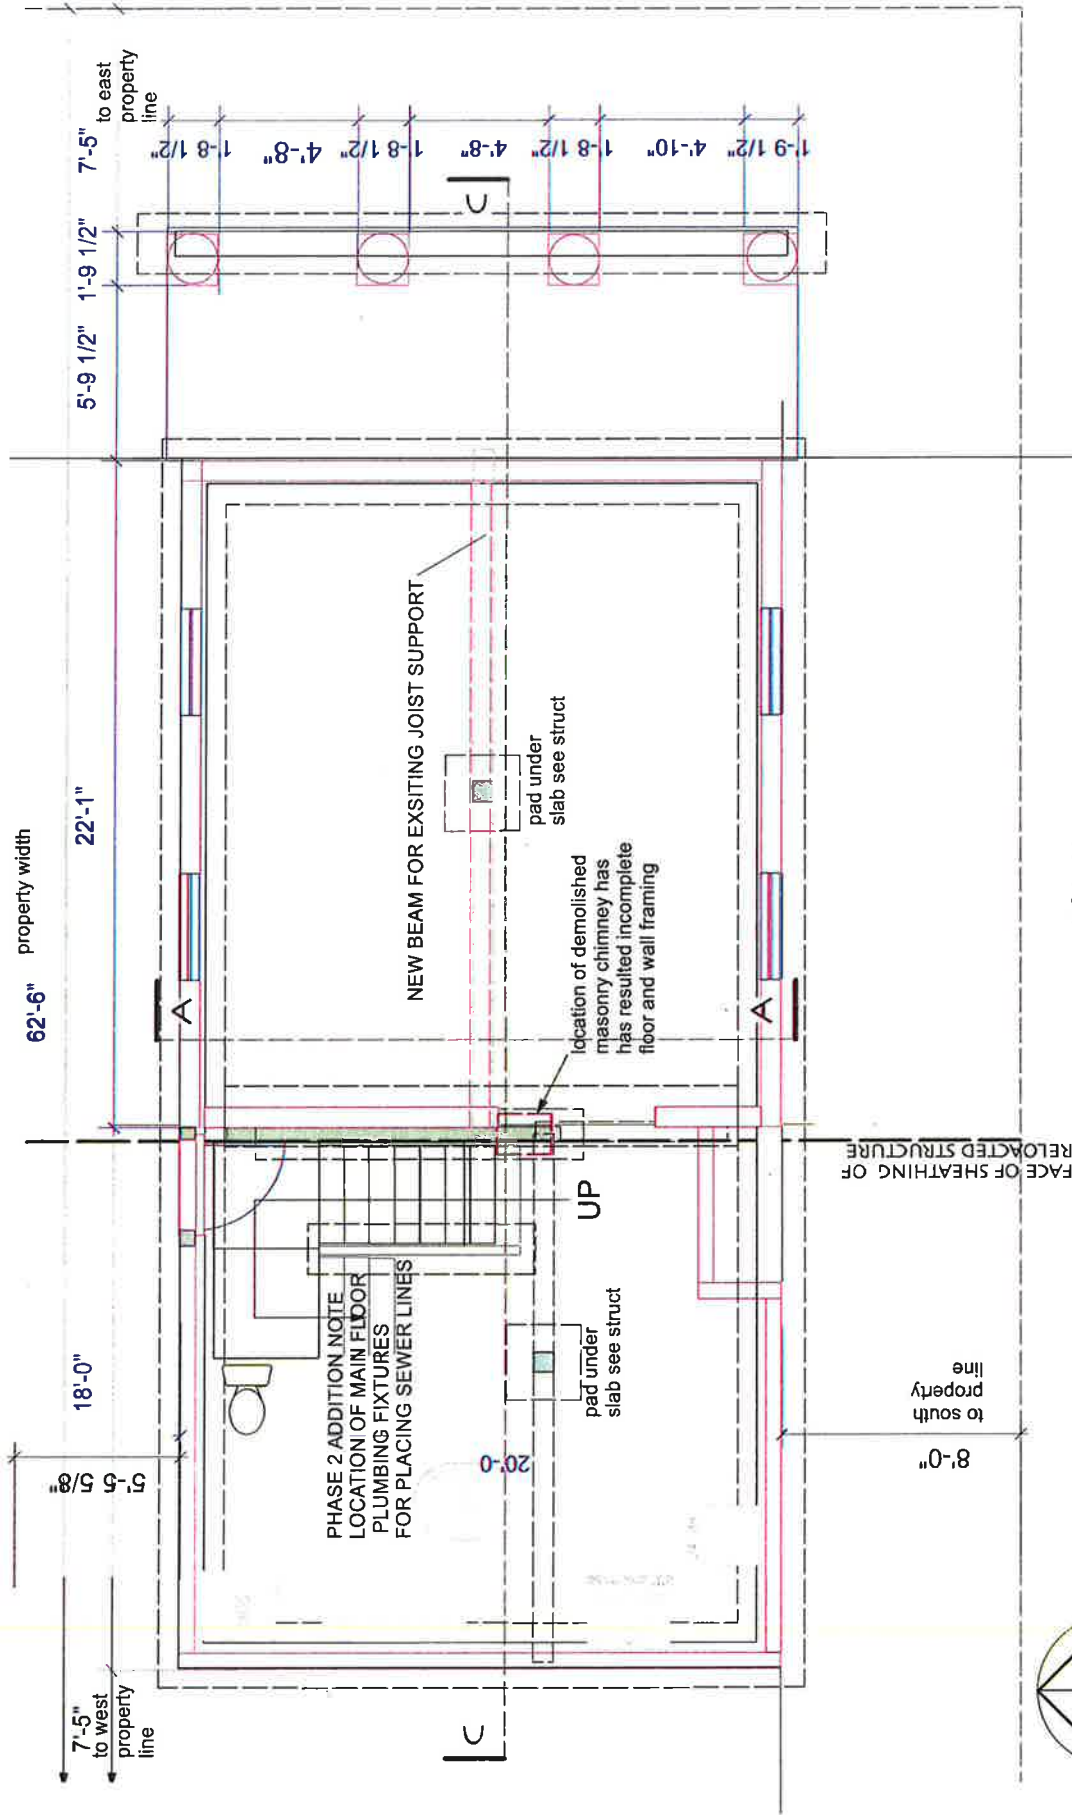 62'-6" property width
7'-5"
to west
property
line
18'-0"
22'-1"
5'-9 1/2"
1'-9 1/2"
7'-5"
to east
property
line
5'-5 5/8"
A
A
C
C
1'-8 1/2"
4'-8"
1'-8 1/2"
4'-8"
1'-8 1/2"
4'-10"
1'-9 1/2"
PHASE 2 ADDITION NOTE
LOCATION OF MAIN FLOOR
PLUMBING FIXTURES
FOR PLACING SEWER LINES
UP
NEW BEAM FOR EXSITING JOIST SUPPORT
pad under
slab see struct
location of demolished
masonry chimney has
has resulted incomplete
floor and wall framing
20'-0
pad under
slab see struct
FACE OF SHEATHING OF
RELOACTED STRUCTURE
8'-0"
to south
property
line